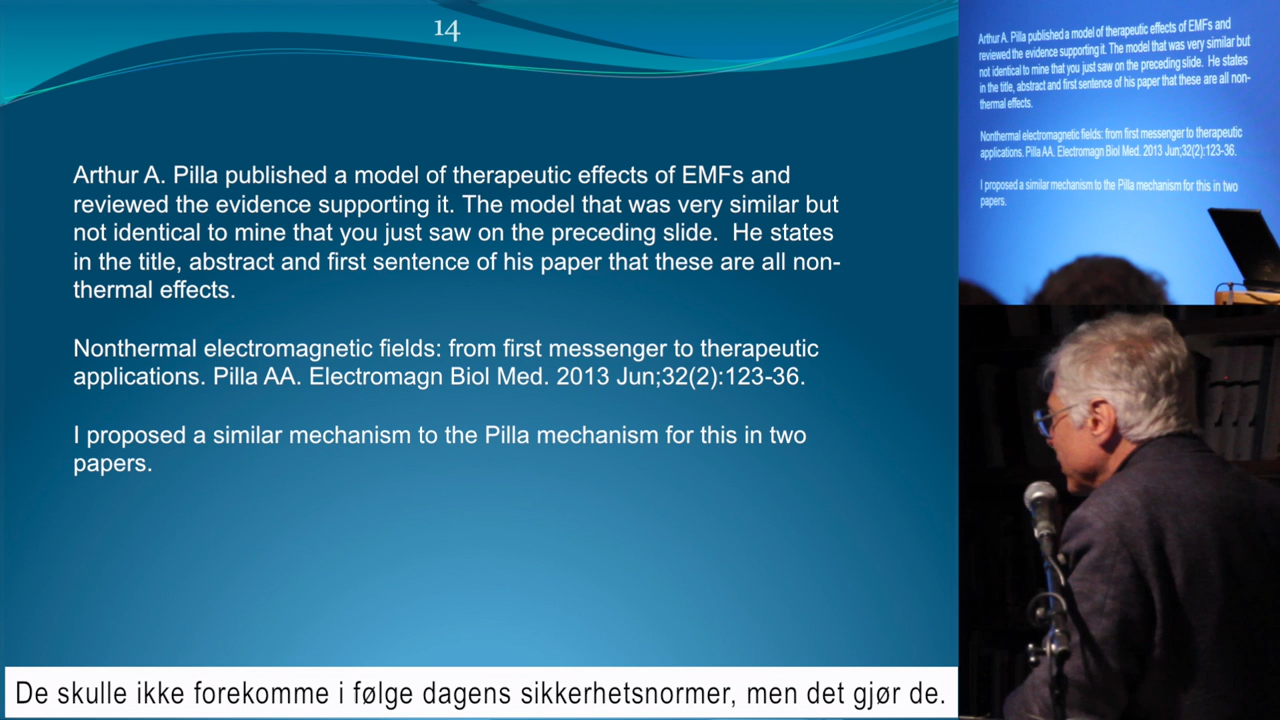 14
Arthur A. Pilla published a model of therapeutic effects of EMFs and
reviewed the evidence supporting it. The model that was very similar but
not identical to mine that you just saw on the preceding slide.  He states
in the title, abstract and first sentence of his paper that these are all non-
thermal effects.
Nonthermal electromagnetic fields: from first messenger to therapeutic
applications. Pilla AA. Electromagn Biol Med. 2013 Jun;32(2):123-36.
I proposed a similar mechanism to the Pilla mechanism for this in two
papers.
De skulle ikke forekomme i følge dagens sikkerhetsnormer, men det gjør de.
Arthur A. Pilla published a model of therapeutic effects of EMFs and
reviewed the evidence supporting it. The model that was very similar but
not identical to mine that you just saw on the preceding slide.  He states
in the title, abstract and first sentence of his paper that these are all non-
thermal effects.
Nonthermal electromagnetic fields: from first messenger to therapeutic
applications. Pilla AA. Electromagn Biol Med. 2013 Jun;32(2):123-36.
I proposed a similar mechanism to the Pilla mechanism for this in two
papers.